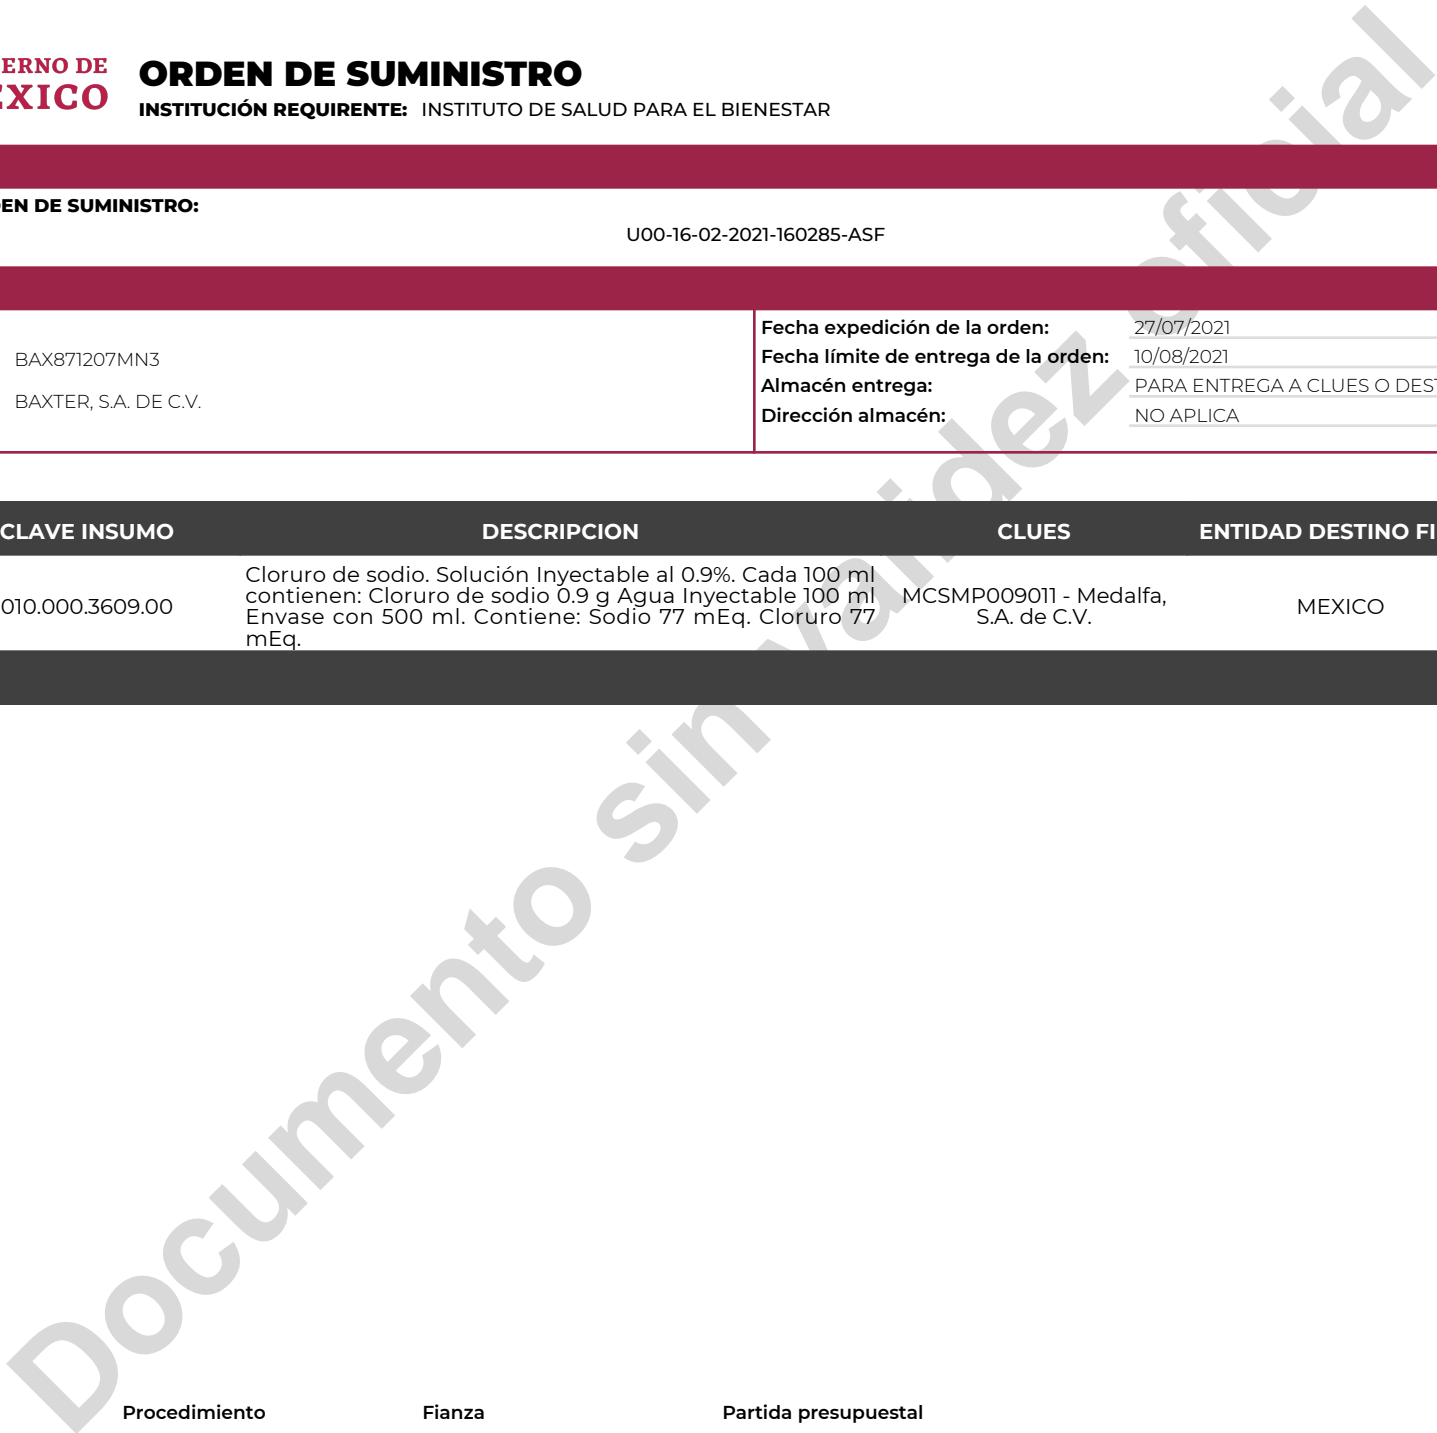 ERNO DE
EXICO
ORDEN DE SUMINISTRO
INSTITUCIÓN REQUIRENTE: INSTITUTO DE SALUD PARA EL BIENESTAR
EN DE SUMINISTRO:
U00-16-02-2021-160285-ASF
BAX871207MN3
BAXTER, S.A. DE C.V.
Fecha expedición de la orden: 27/07/2021
Fecha límite de entrega de la orden: 10/08/2021
Almacén entrega: PARA ENTREGA A CLUES O DEST
Dirección almacén: NO APLICA
CLAVE INSUMO DESCRIPCION CLUES ENTIDAD DESTINO FI
010.000.3609.00
Cloruro de sodio. Solución Inyectable al 0.9%. Cada 100 ml
contienen: Cloruro de sodio 0.9 g Agua Inyectable 100 ml
Envase con 500 ml. Contiene: Sodio 77 mEq. Cloruro 77
mEq.
MCSMP009011 - Medalfa,
S.A. de C.V.
MEXICO
Documento sin validez oficial
Procedimiento Fianza Partida presupuestal